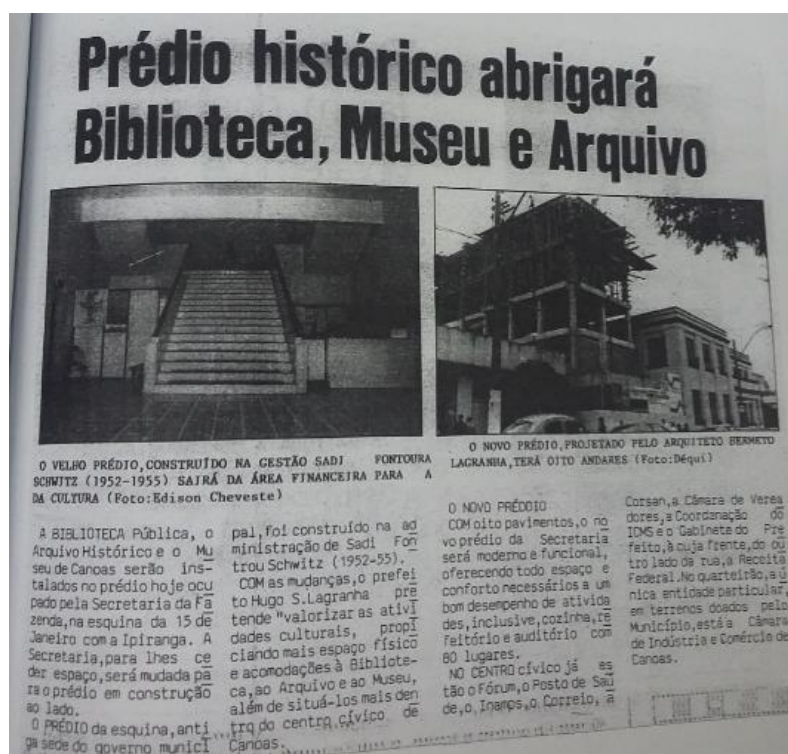 Prédio histórico abrigará
Biblioteca, Museu e Arquivo
O VELHO PRÉDIO,CONSTRUÍDO NA GESTÃO SADI FONTOURA
SCHWITZ (1952-1955) SAIRÁ DA ÁREA FINANCEIRA PARA A
DA CULTURA (Foto:Edison Cheveste)
O NOVO PRÉDIO,PROJETADO PELO ARQUITETO BERMETO
LAGRANHA,TERÁ OITO ANDARES (Foto:Déqui)
A BIBLIOTECA Pública, o
Arquivo Histórico e o Mu
seu de Canoas serão ins-
talados no prédio hoje ocu
pado pela Secretaria da Fa
zenda,na esquina da 15 de
Janeiro com a Ipiranga. A
Secretaria,para lhes ce
der espaço,será mudada pa
ra o prédio em construção
ao lado.
O PRÉDIO da esquina,anti
ga sede do governo municí
pal,foi construído na ad
ministração de Sadi Fon
trou Schwitz (1952-55).
COM as mudanças,o prefei
to Hugo S.Lagranha pre
tende "valorizar as ativi
dades culturais, propi
ciando mais espaço físico
e acomodações à Bibliote-
ca,ao Arquivo e ao Museu,
além de situá-los mais den
tro do centro cívico de
Canoas.
O NOVO PRÉDDIO
COM oito pavimentos,o no
vo prédio da Secretaria
será moderno e funcional,
oferecendo todo espaço e
conforto necessários a um
bom desempenho de ativida
des,inclusive,cozinha,re
feitório e auditório com
80 lugares.
NO CENTRO cívico já es
tão o Fórum,o Posto de Saú
de,o Inamps,o Correio, a
Corsan,a Câmara de Verea
dores,a Coordenação do
ICMS e o Gabinete do Pre
feito,à cuja frente,do ou
tro lado da rua,a Receita
Federal.No quarteirão,a ú
nica entidade particular,
em terrenos doados pelo
Município,está a Câmara
de Indústria e Comércio de
Canoas.